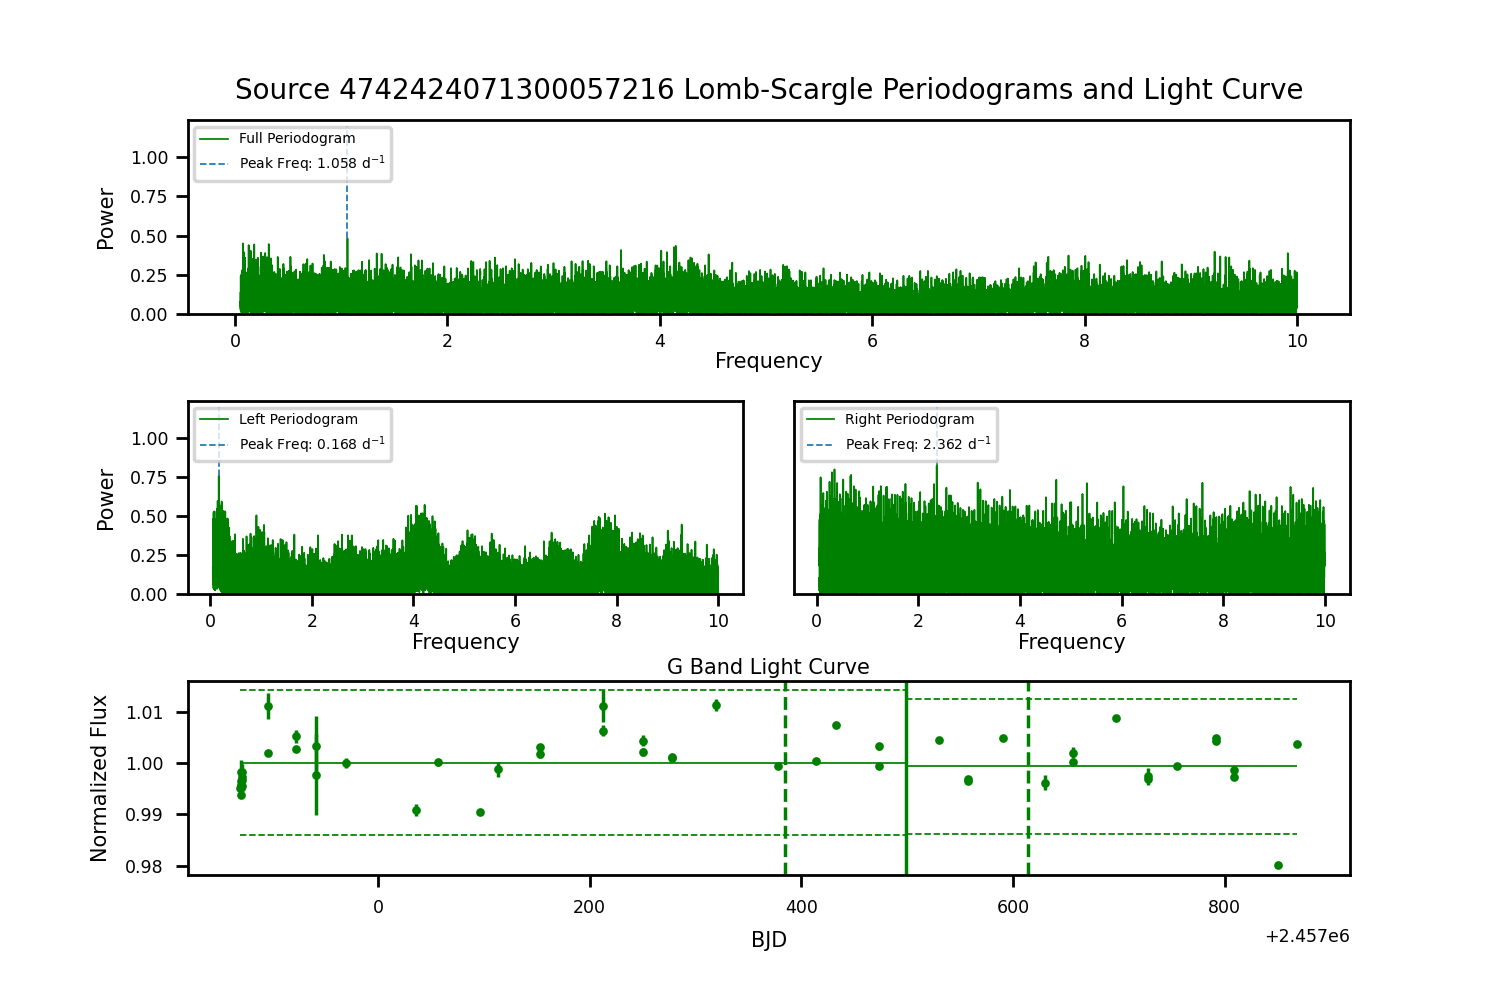 Source 4742424071300057216 Lomb-Scargle Periodograms and Light Curve
Full Periodogram
Peak Freq: 1.058 d⁻¹
Power
1.00
0.75
0.50
0.25
0.00
0 2 4 6 8 10
Frequency
Left Periodogram
Peak Freq: 0.168 d⁻¹
Power
1.00
0.75
0.50
0.25
0.00
0 2 4 6 8 10
Frequency
Right Periodogram
Peak Freq: 2.362 d⁻¹
0 2 4 6 8 10
Frequency
G Band Light Curve
Normalized Flux
1.01
1.00
0.99
0.98
0 200 400 600 800
BJD
+2.457e6